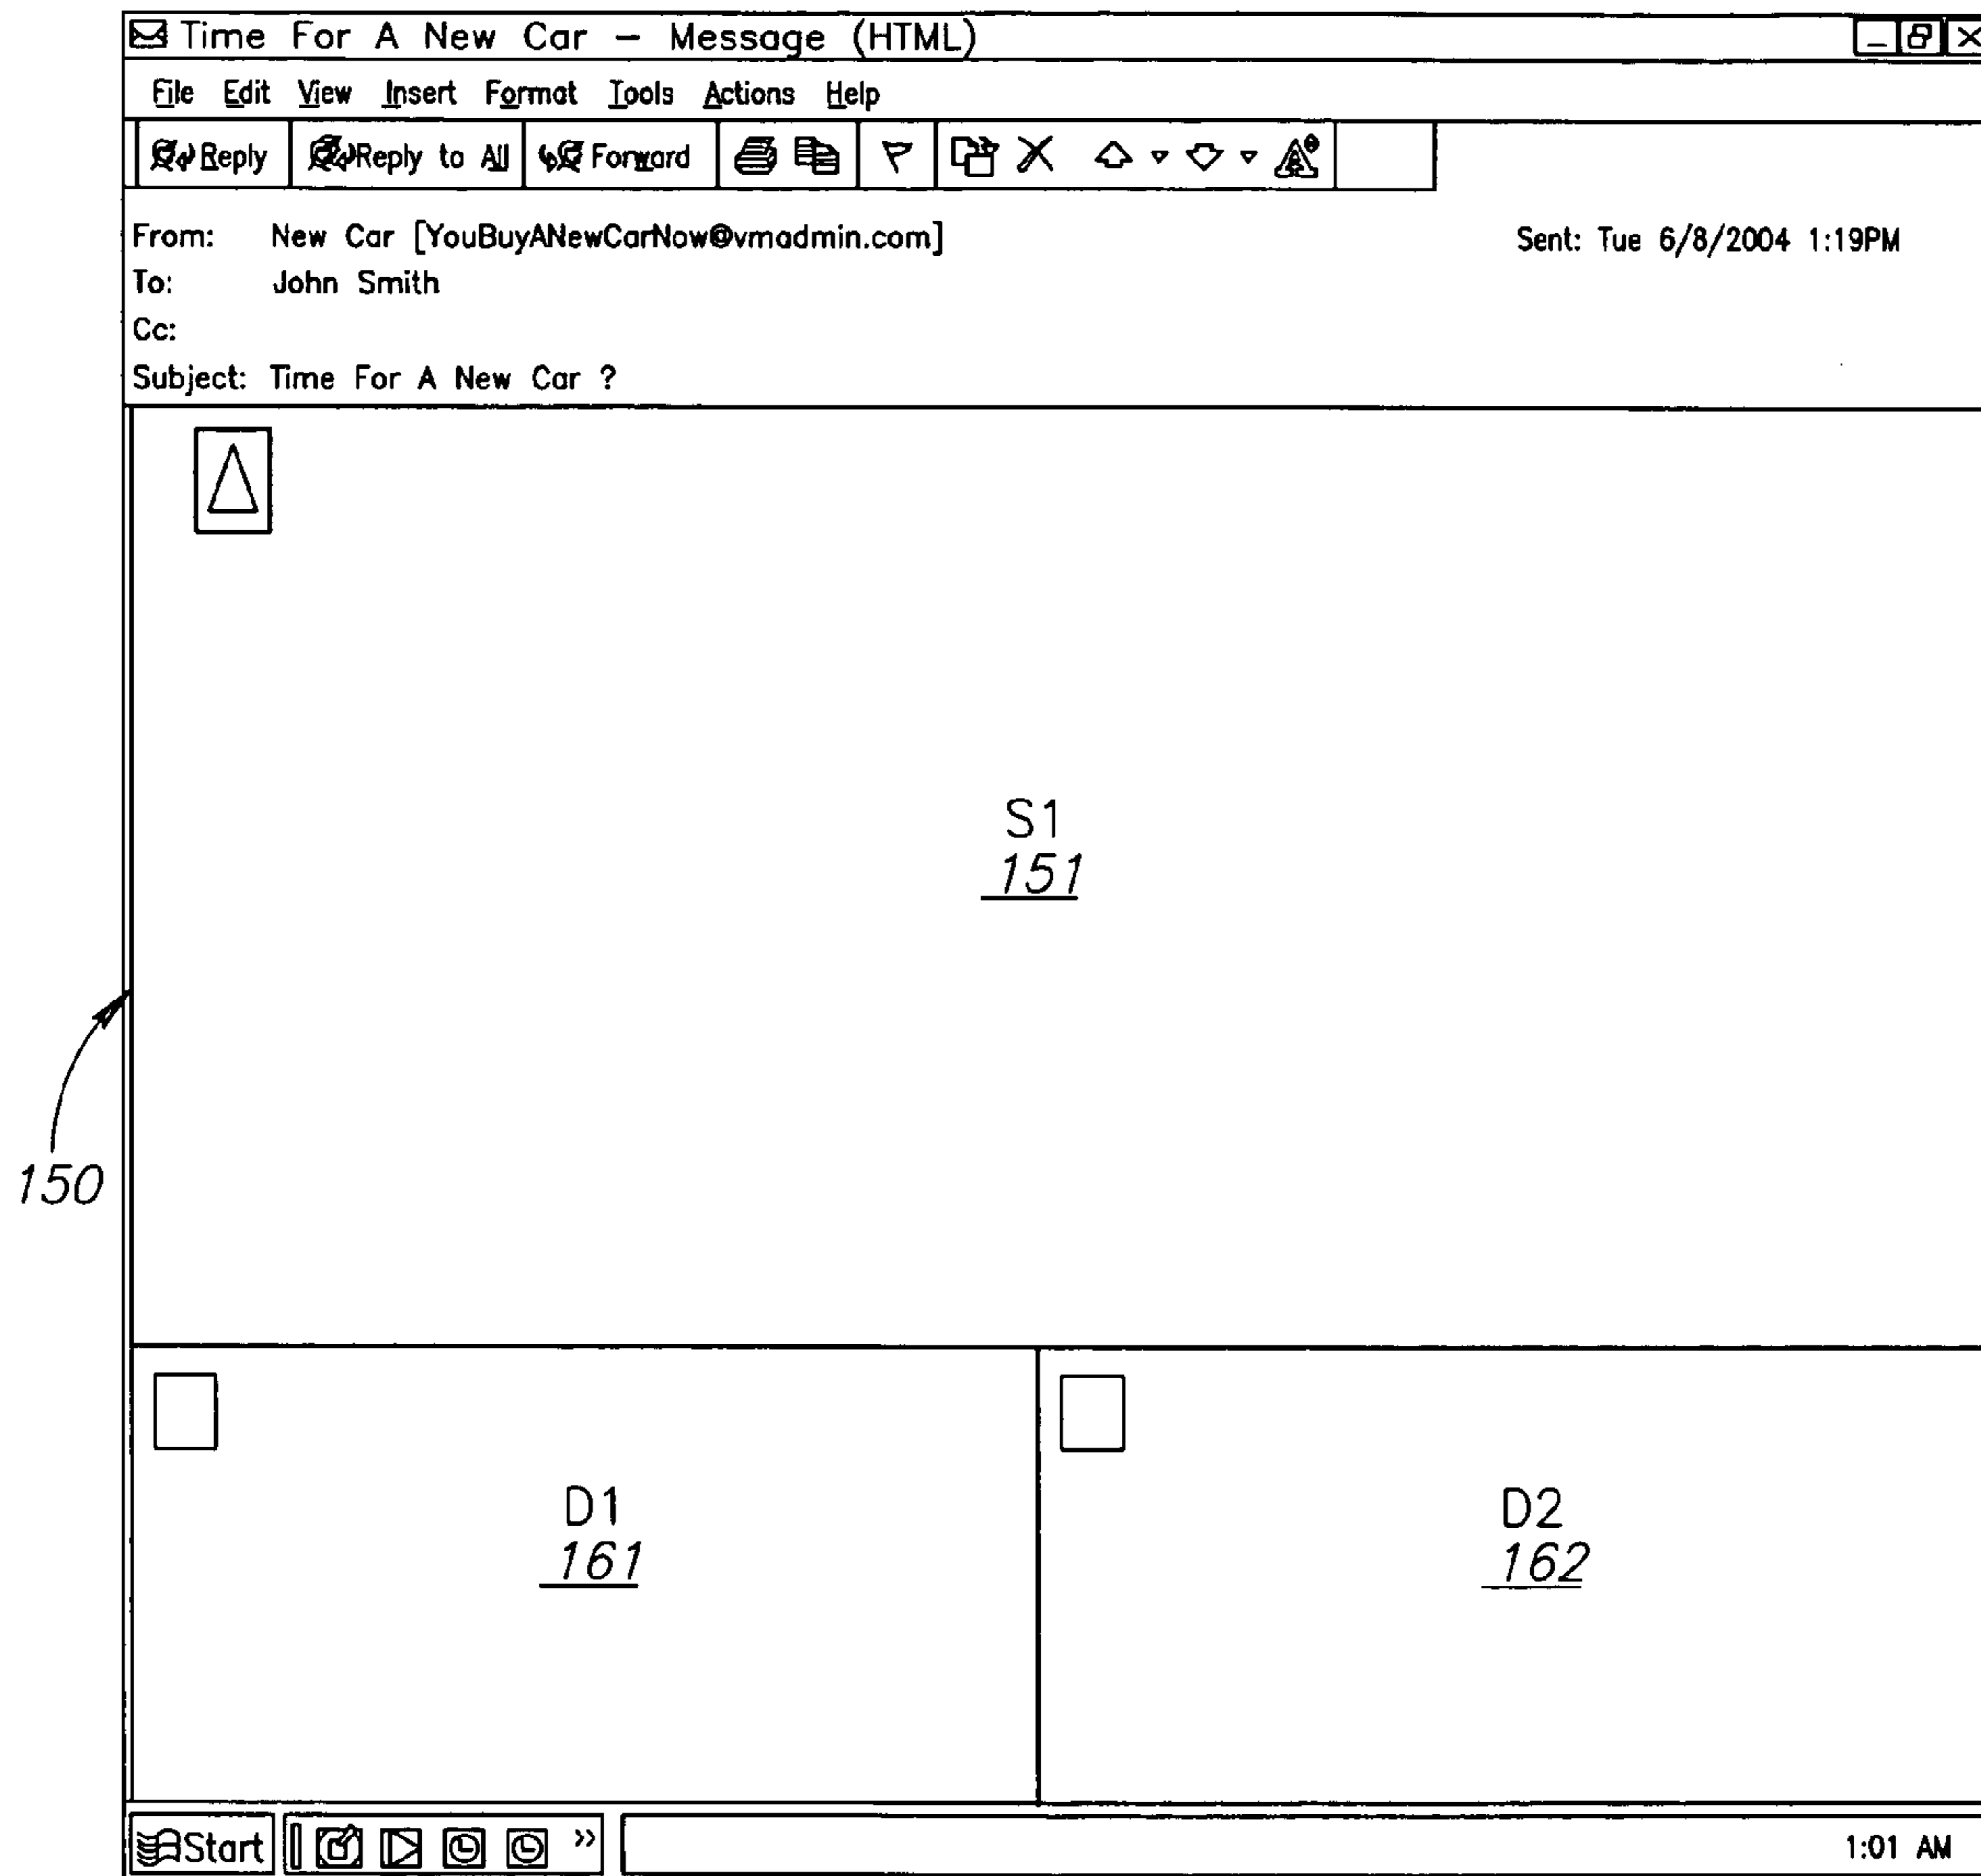 Time For A New Car – Message (HTML)
File Edit View Insert Format Tools Actions Help
Reply Reply to All Forward
From: New Car [YouBuyANewCarNow@vmadmin.com] Sent: Tue 6/8/2004 1:19PM
To: John Smith
Cc:
Subject: Time For A New Car ?
S1
151
150
D1 D2
161 162
Start » 1:01 AM